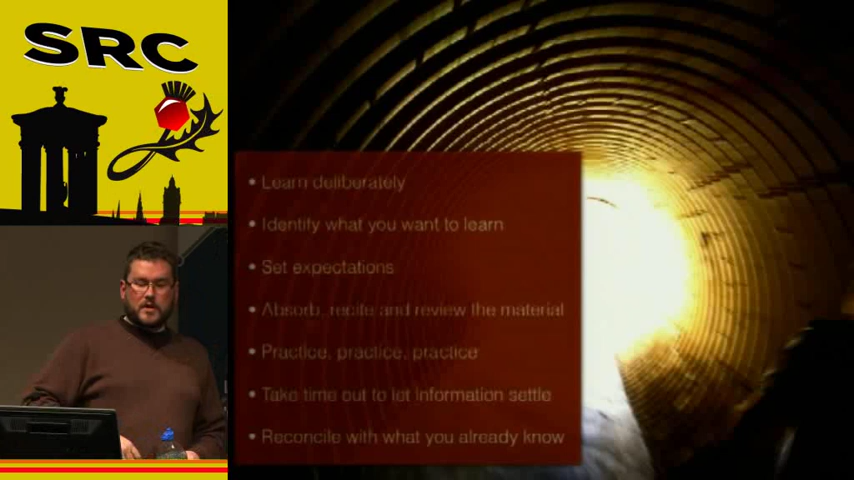 SRC
• Learn deliberately
• Identify what you want to learn
• Set expectations
• Absorb, recite and review the material
• Practice, practice, practice
• Take time out to let information settle
• Reconcile with what you already know